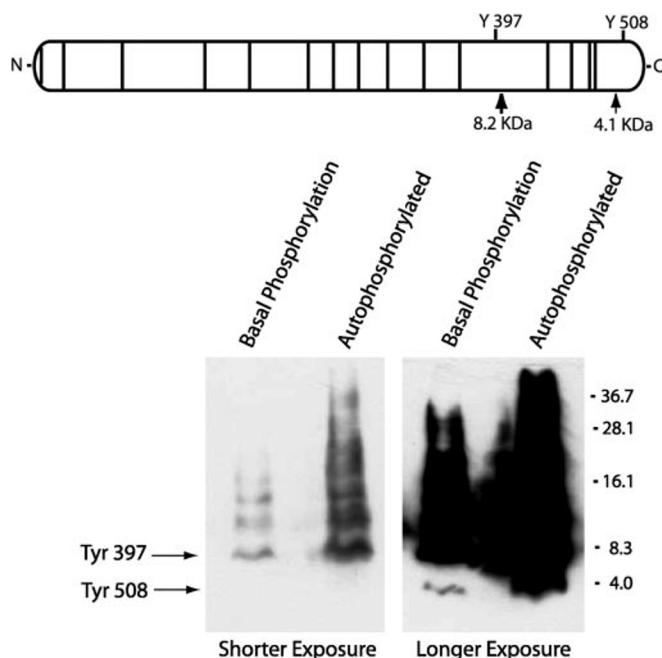 Y 397 Y 508
N - - C
8.2 KDa 4.1 KDa
Basal Phosphorylation
Autophosphorylated
Basal Phosphorylation
Autophosphorylated
- 36.7
- 28.1
- 16.1
Tyr 397 - 8.3
Tyr 508 - 4.0
Shorter Exposure Longer Exposure